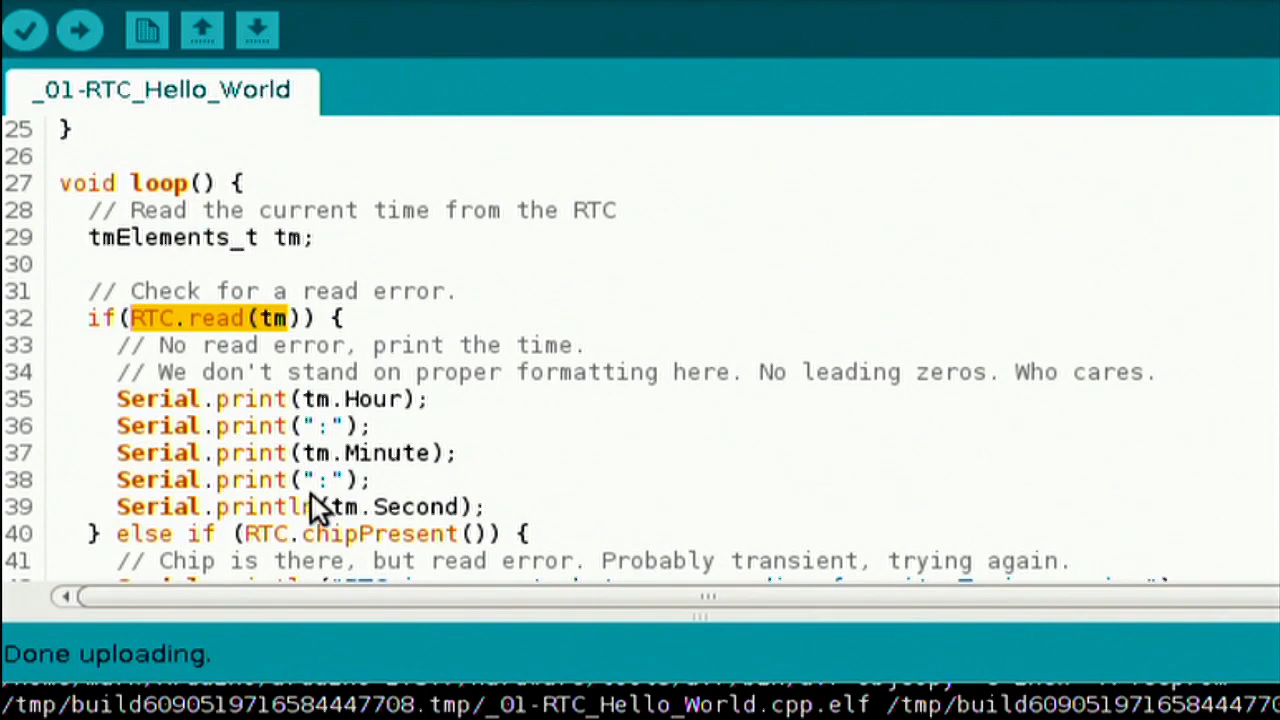 _01-RTC_Hello_World
25 }
26
27 void loop() {
28 // Read the current time from the RTC
29 tmElements_t tm;
30
31 // Check for a read error.
32 if(RTC.read(tm)) {
33 // No read error, print the time.
34 // We don't stand on proper formatting here. No leading zeros. Who cares.
35 Serial.print(tm.Hour);
36 Serial.print(":");
37 Serial.print(tm.Minute);
38 Serial.print(":");
39 Serial.println(tm.Second);
40 } else if (RTC.chipPresent()) {
41 // Chip is there, but read error. Probably transient, trying again.
Done uploading.
/tmp/build6090519716584447708.tmp/_01-RTC_Hello_World.cpp.elf /tmp/build60905197165844477